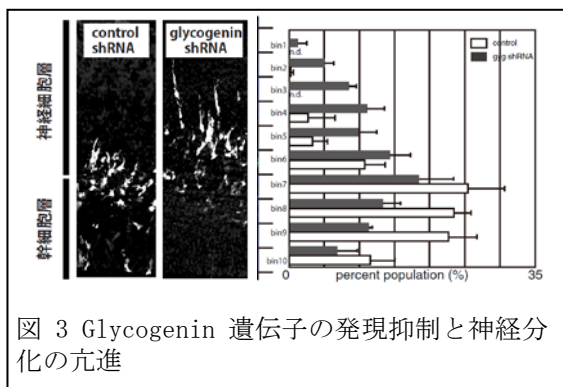 control
shRNA
glycogenin
shRNA
神経細胞層
幹細胞層
bin1
n.d.
bin2
bin3
n.d.
bin4
bin5
bin6
bin7
bin8
bin9
bin10
control
gyg shRNA
0
35
percent population (%)
図 3 Glycogenin 遺伝子の発現抑制と神経分
化の亢進